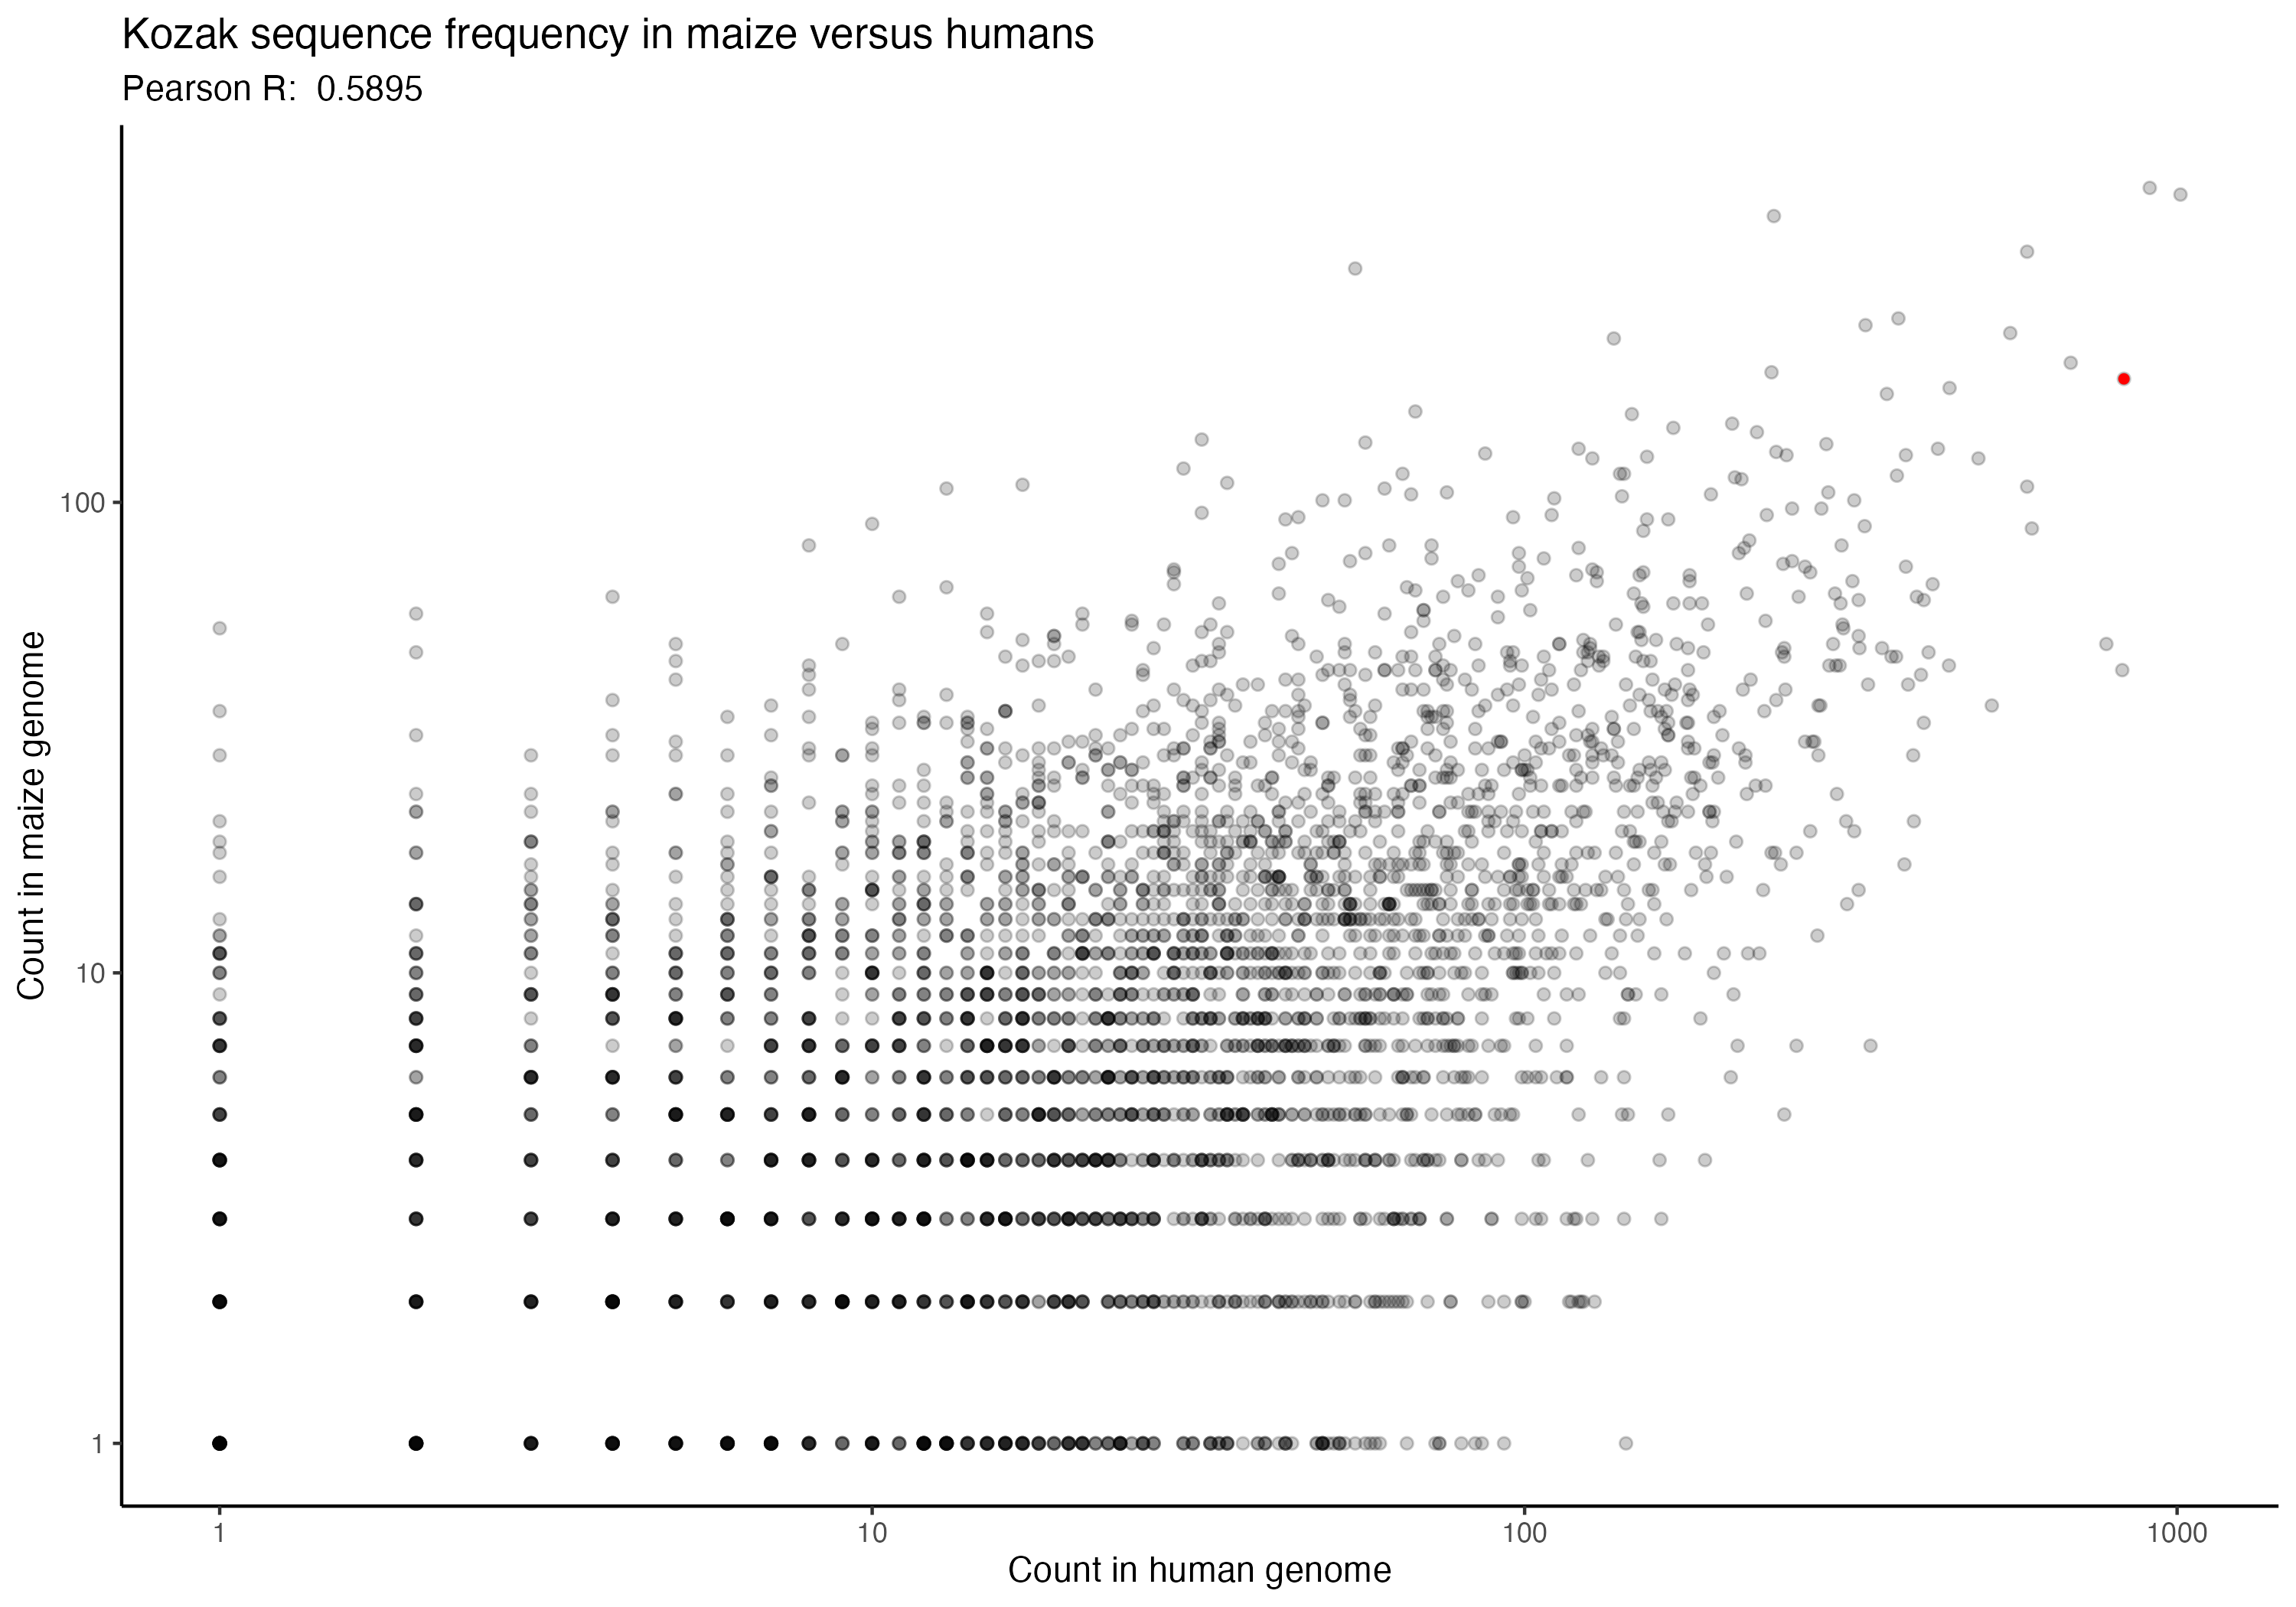 Kozak sequence frequency in maize versus humans
Pearson R:  0.5895
Count in maize genome
100
10
1
1
10
100
1000
Count in human genome